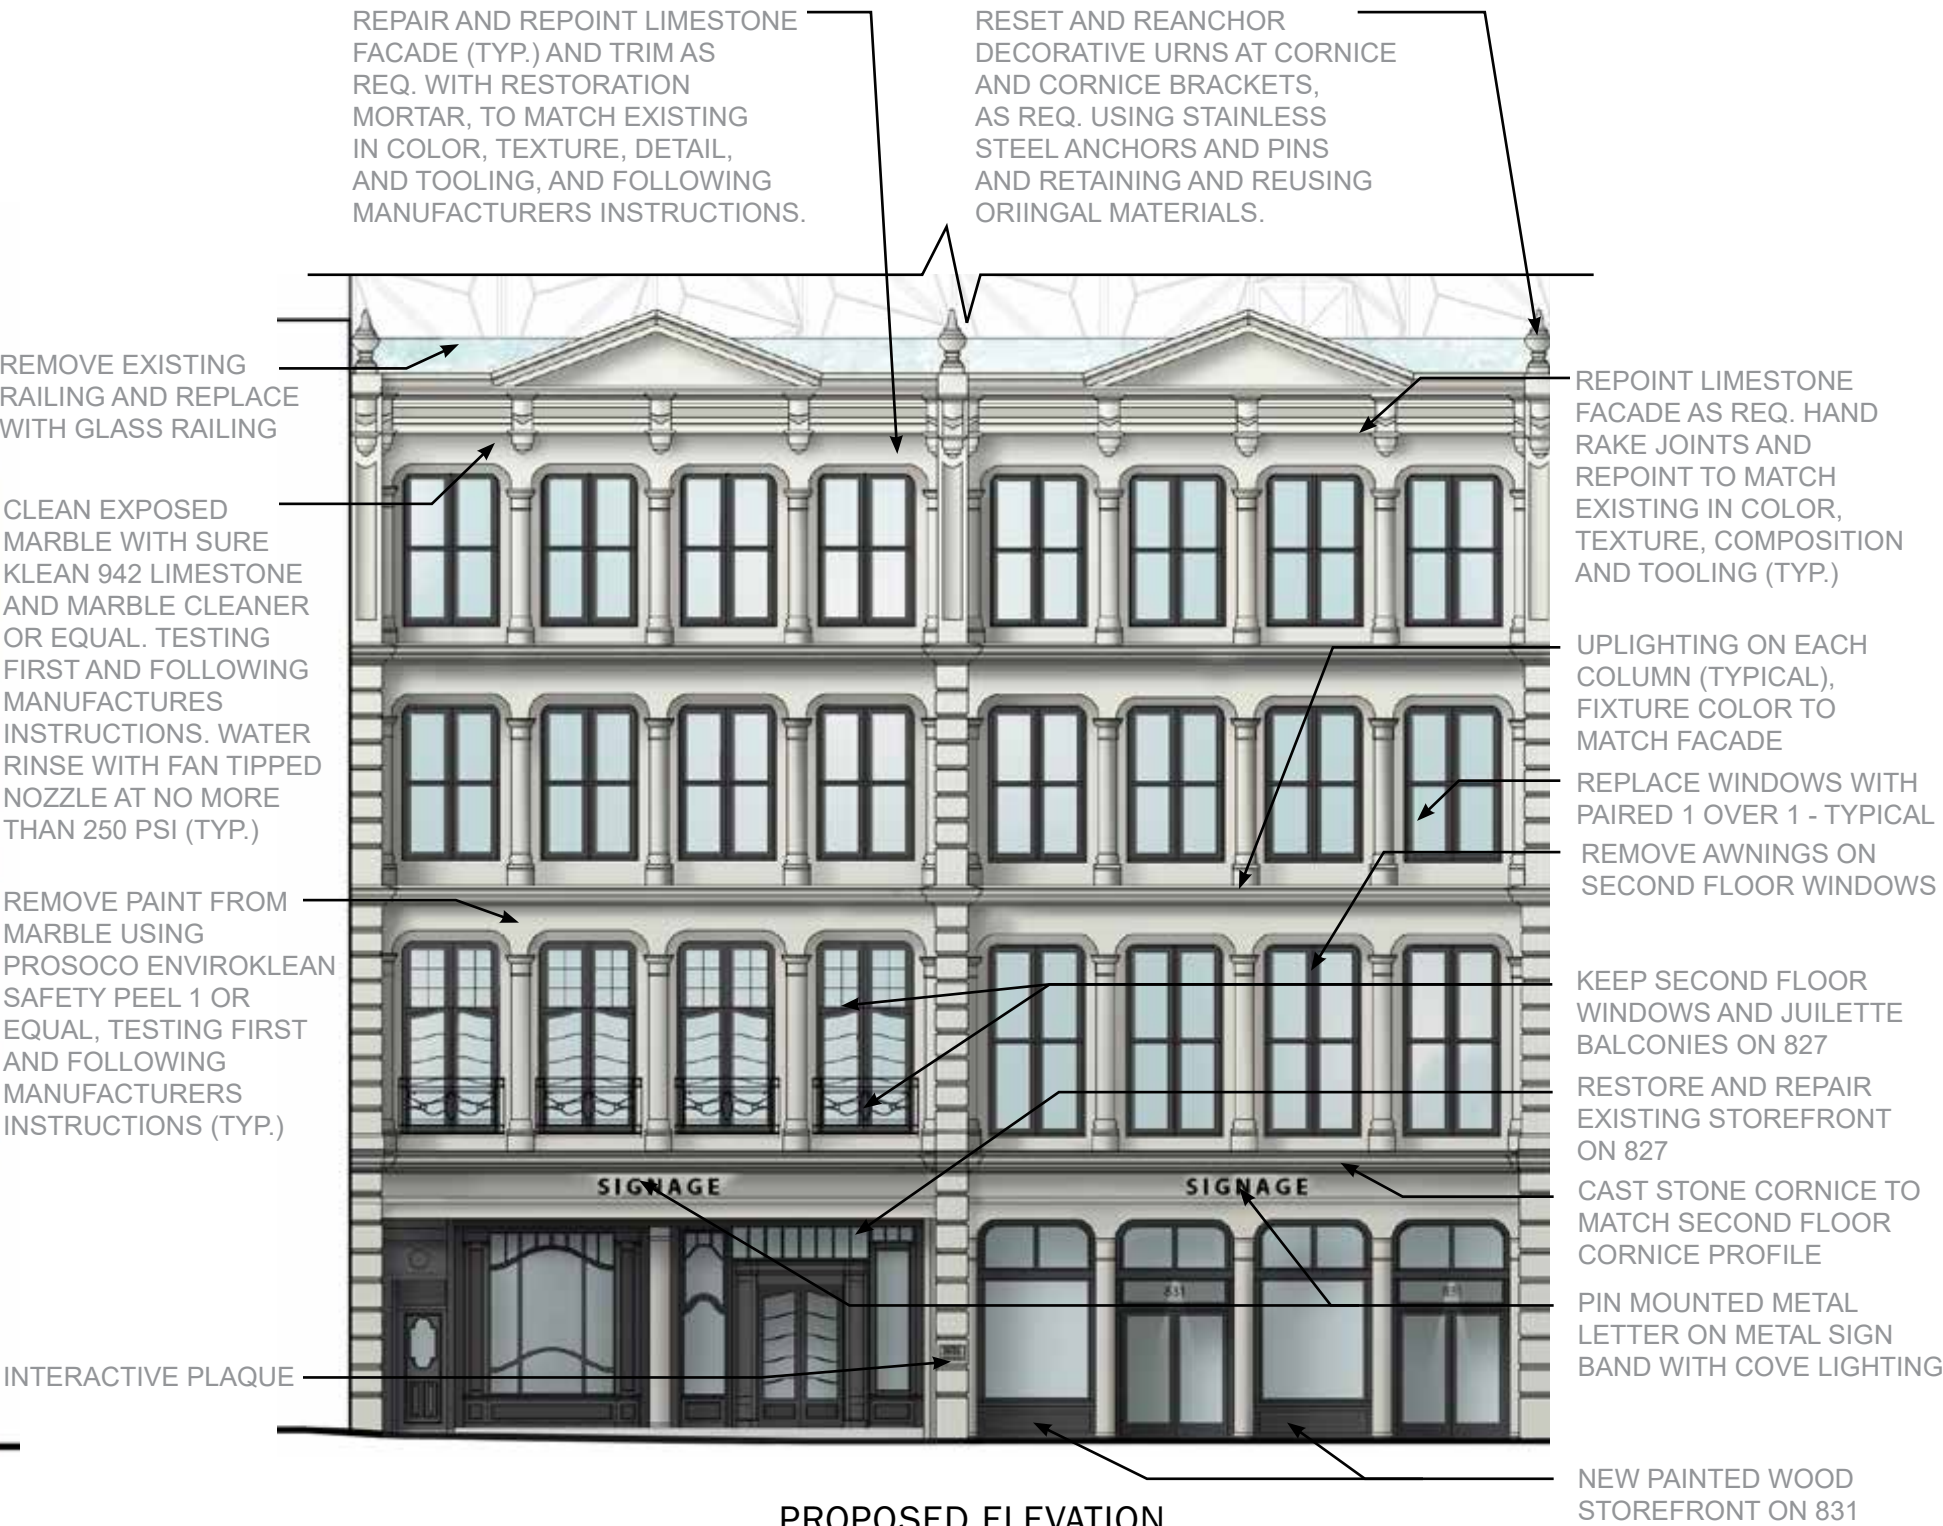 REPAIR AND REPOINT LIMESTONE
FACADE (TYP.) AND TRIM AS
REQ. WITH RESTORATION
MORTAR, TO MATCH EXISTING
IN COLOR, TEXTURE, DETAIL,
AND TOOLING, AND FOLLOWING
MANUFACTURERS INSTRUCTIONS.
RESET AND REANCHOR
DECORATIVE URNS AT CORNICE
AND CORNICE BRACKETS,
AS REQ. USING STAINLESS
STEEL ANCHORS AND PINS
AND RETAINING AND REUSING
ORIINGAL MATERIALS.
REMOVE EXISTING
RAILING AND REPLACE
WITH GLASS RAILING
CLEAN EXPOSED
MARBLE WITH SURE
KLEAN 942 LIMESTONE
AND MARBLE CLEANER
OR EQUAL. TESTING
FIRST AND FOLLOWING
MANUFACTURES
INSTRUCTIONS. WATER
RINSE WITH FAN TIPPED
NOZZLE AT NO MORE
THAN 250 PSI (TYP.)
REMOVE PAINT FROM
MARBLE USING
PROSOCO ENVIROKLEAN
SAFETY PEEL 1 OR
EQUAL, TESTING FIRST
AND FOLLOWING
MANUFACTURERS
INSTRUCTIONS (TYP.)
INTERACTIVE PLAQUE
SIGNAGE
SIGNAGE
831
831
REPOINT LIMESTONE
FACADE AS REQ. HAND
RAKE JOINTS AND
REPOINT TO MATCH
EXISTING IN COLOR,
TEXTURE, COMPOSITION
AND TOOLING (TYP.)
UPLIGHTING ON EACH
COLUMN (TYPICAL),
FIXTURE COLOR TO
MATCH FACADE
REPLACE WINDOWS WITH
PAIRED 1 OVER 1 - TYPICAL
REMOVE AWNINGS ON
SECOND FLOOR WINDOWS
KEEP SECOND FLOOR
WINDOWS AND JUILETTE
BALCONIES ON 827
RESTORE AND REPAIR
EXISTING STOREFRONT
ON 827
CAST STONE CORNICE TO
MATCH SECOND FLOOR
CORNICE PROFILE
PIN MOUNTED METAL
LETTER ON METAL SIGN
BAND WITH COVE LIGHTING
NEW PAINTED WOOD
STOREFRONT ON 831
PROPOSED ELEVATION